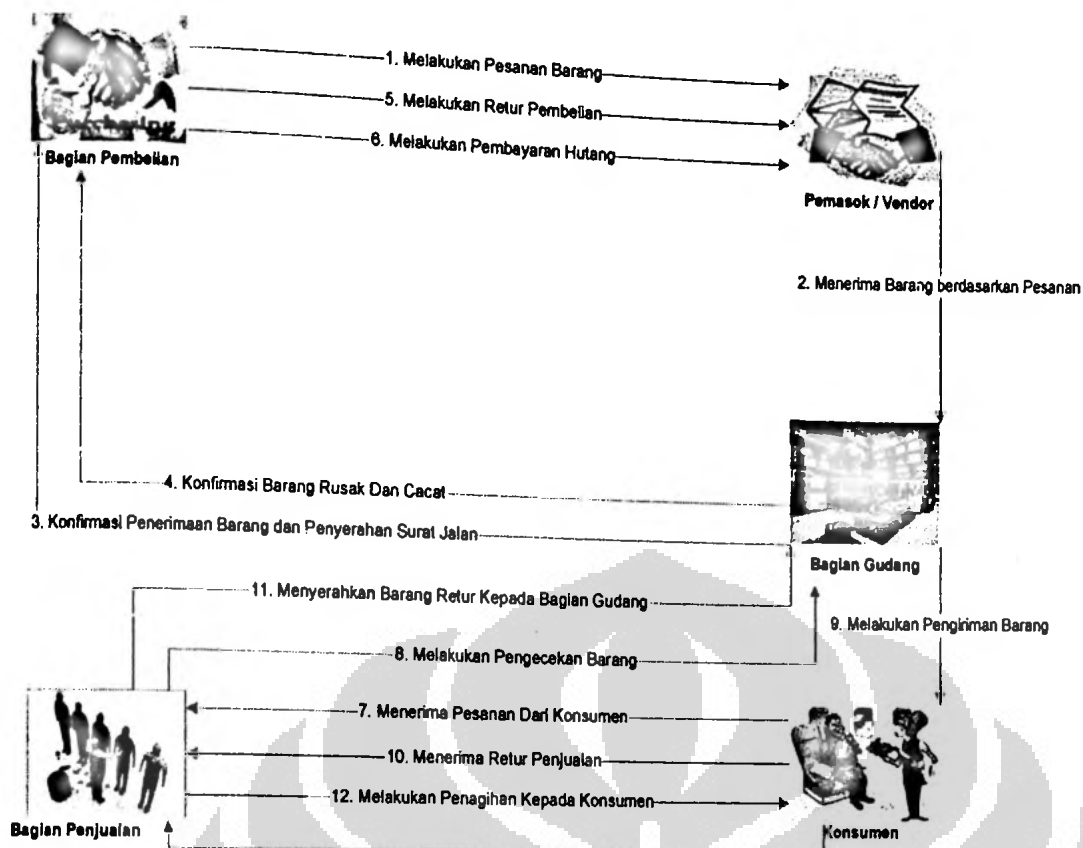 1. Melakukan Pesanan Barang
5. Melakukan Retur Pembelian
6. Melakukan Pembayaran Hutang
Purchasing
Bagian Pembelian
Pemasok / Vendor
2. Menerima Barang berdasarkan Pesanan
4. Konfirmasi Barang Rusak Dan Cacat
3. Konfirmasi Penerimaan Barang dan Penyerahan Surat Jalan
Bagian Gudang
11. Menyerahkan Barang Retur Kepada Bagian Gudang
9. Melakukan Pengiriman Barang
8. Melakukan Pengecekan Barang
7. Menerima Pesanan Dari Konsumen
10. Menerima Retur Penjualan
12. Melakukan Penagihan Kepada Konsumen
Bagian Penjualan
Konsumen